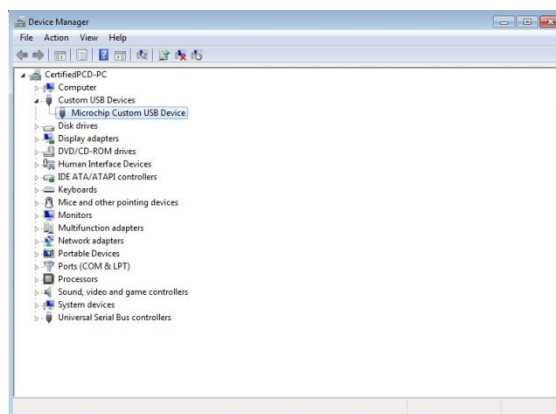 Device Manager
File Action View Help
CertifiedPCD-PC
Computer
Custom USB Devices
Microchip Custom USB Device
Disk drives
Display adapters
DVD/CD-ROM drives
Human Interface Devices
IDE ATA/ATAPI controllers
Keyboards
Mice and other pointing devices
Monitors
Multifunction adapters
Network adapters
Portable Devices
Ports (COM & LPT)
Processors
Sound, video and game controllers
System devices
Universal Serial Bus controllers